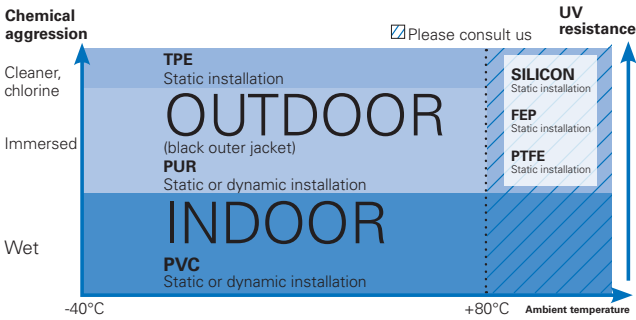 Chemical
aggression
UV
resistance
Please consult us
Cleaner,
chlorine
TPE
Static installation
SILICON
Static installation
OUTDOOR
(black outer jacket)
FEP
Static installation
Immersed
PUR
Static or dynamic installation
PTFE
Static installation
INDOOR
Wet
PVC
Static or dynamic installation
-40°C
+80°C
Ambient temperature